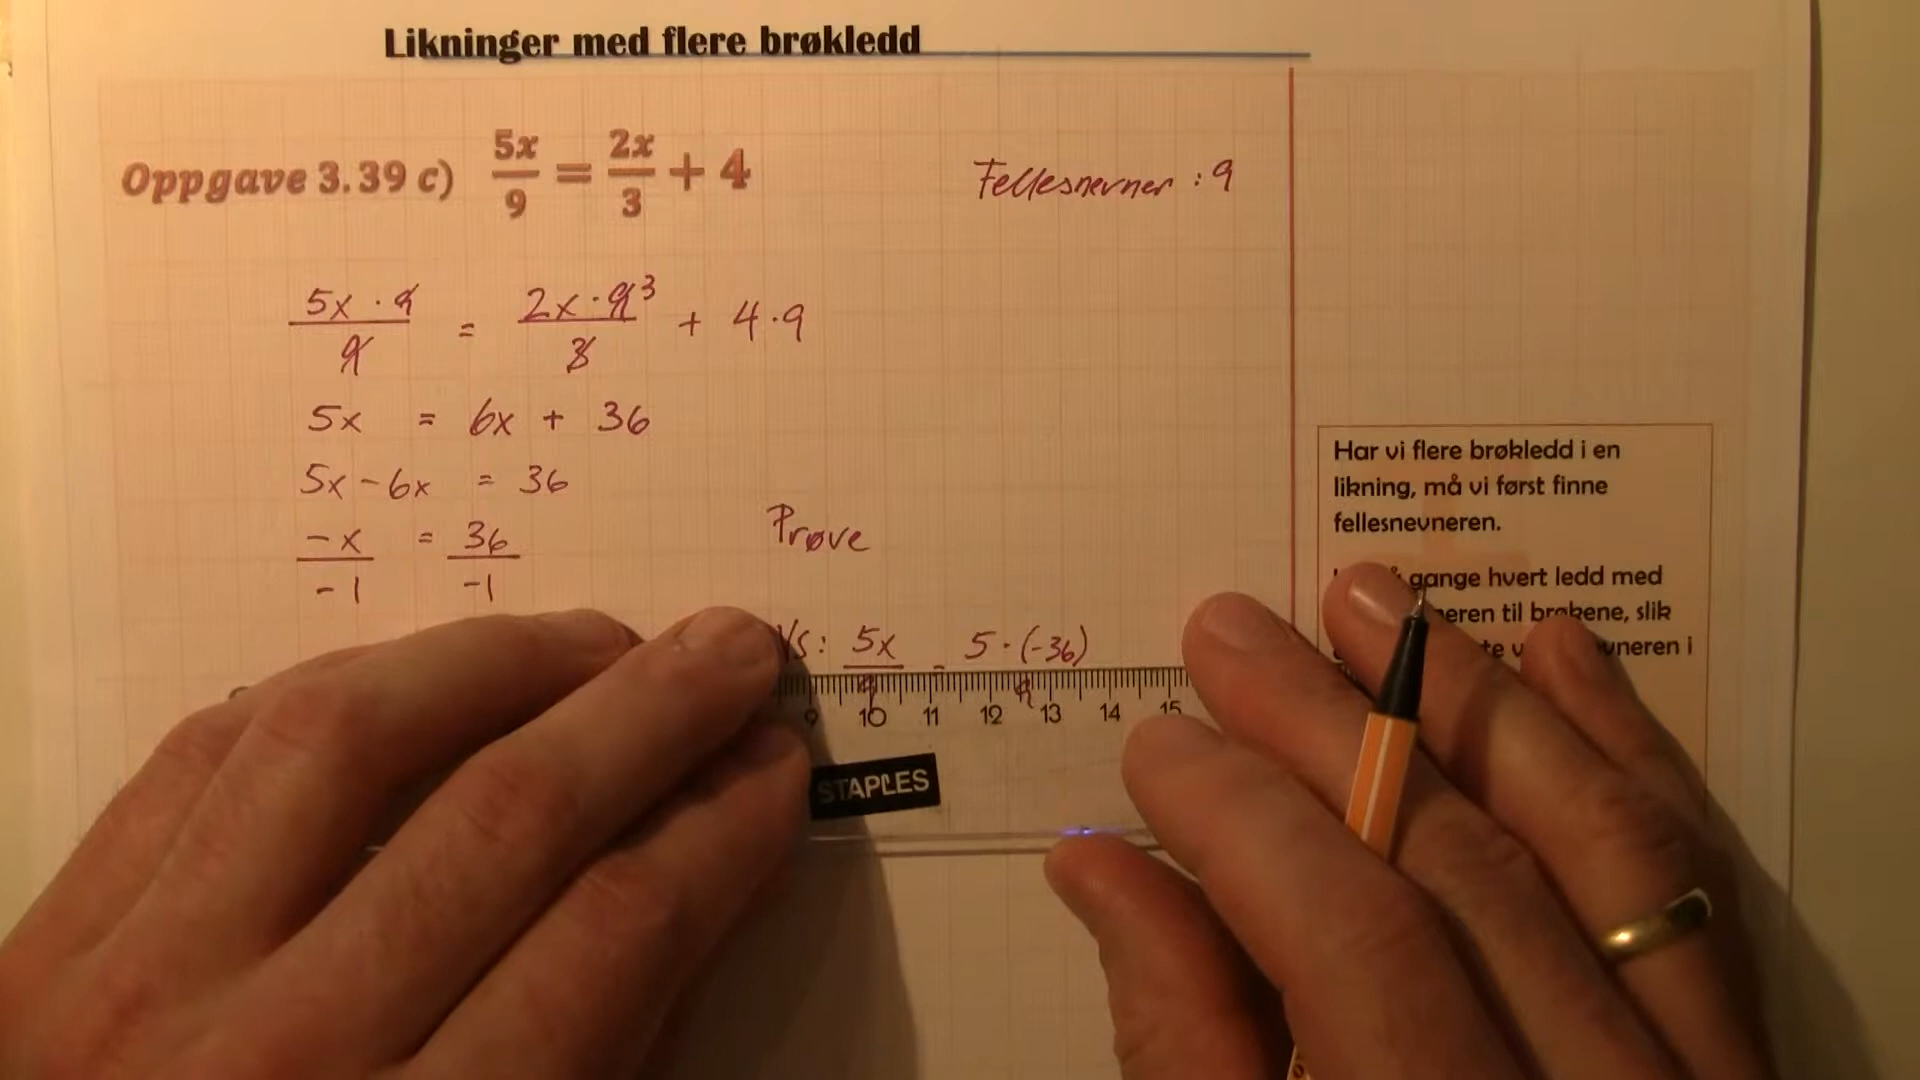 Likninger med flere brøkledd
Oppgave 3.39 c) 5x/9 = 2x/3 + 4
Fellesnevner : 9
5x · 9/9 = 2x · 9 3/3 + 4 · 9
5x = 6x + 36
5x - 6x = 36
-x/-1 = 36/-1
Prøve
Vs: 5x/9 = 5 · (-36)/9
9 10 11 12 13 14 15
STAPLES
Har vi flere brøkledd i en
likning, må vi først finne
fellesnevneren.
gange hvert ledd med
til brøkene, slik